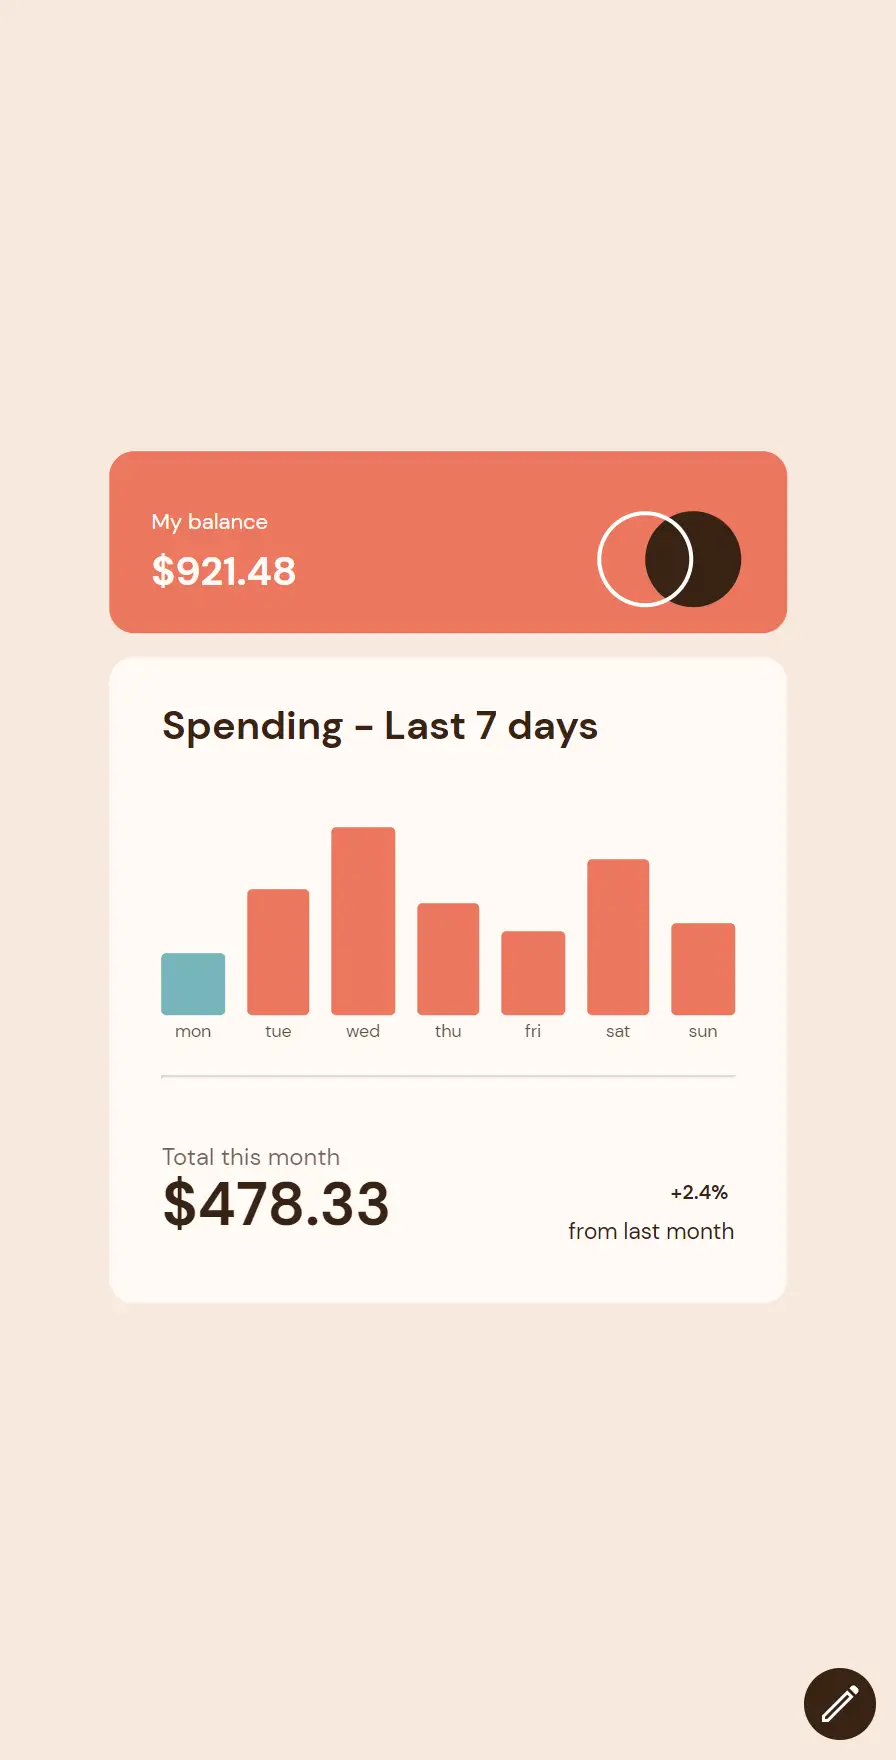 My balance
$921.48
Spending - Last 7 days
mon tue wed thu fri sat sun
Total this month
$478.33
+2.4%
from last month